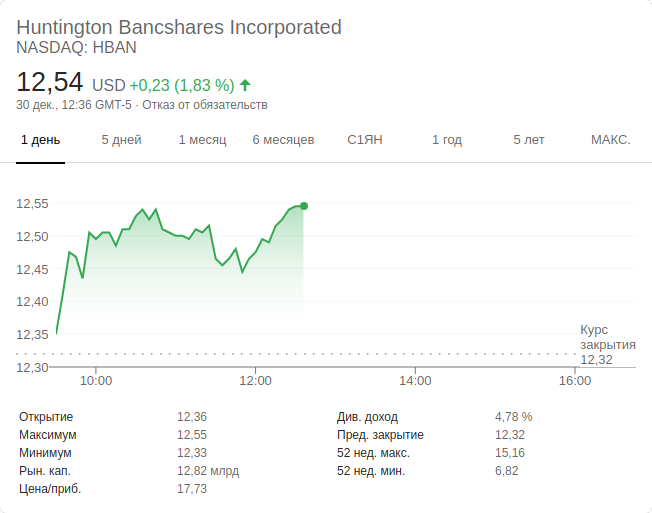 Huntington Bancshares Incorporated
NASDAQ: HBAN
12,54 USD +0,23 (1,83 %)
30 дек., 12:36 GMT-5 · Отказ от обязательств
1 день 5 дней 1 месяц 6 месяцев С1ЯН 1 год 5 лет МАКС.
12,55
12,50
12,45
12,40
12,35
12,30
Курс
закрытия
12,32
10:00 12:00 14:00 16:00
Открытие 12,36 Див. доход 4,78 %
Максимум 12,55 Пред. закрытие 12,32
Минимум 12,33 52 нед. макс. 15,16
Рын. кап. 12,82 млрд 52 нед. мин. 6,82
Цена/приб. 17,73